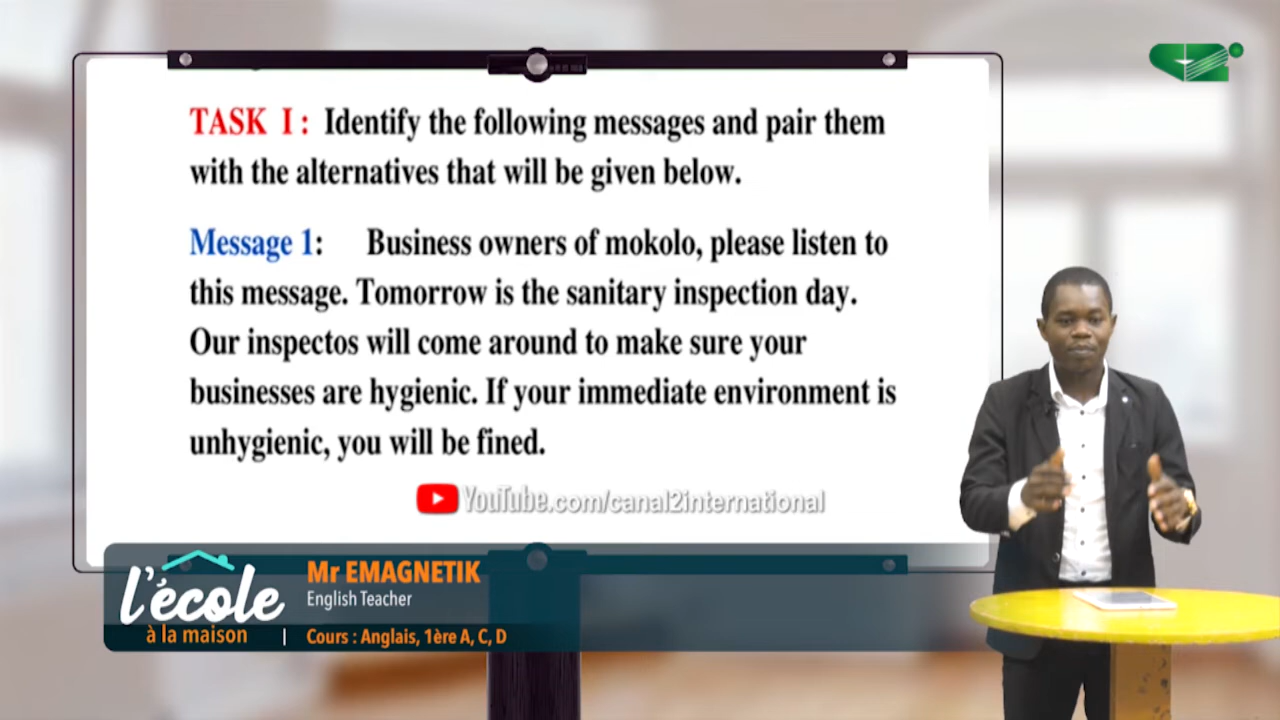 TASK I : Identify the following messages and pair them
with the alternatives that will be given below.
Message 1: Business owners of mokolo, please listen to
this message. Tomorrow is the sanitary inspection day.
Our inspectos will come around to make sure your
businesses are hygienic. If your immediate environment is
unhygienic, you will be fined.
YouTube.com/canal2international
l'école
à la maison
Mr EMAGNETIK
English Teacher
Cours : Anglais, 1ère A, C, D